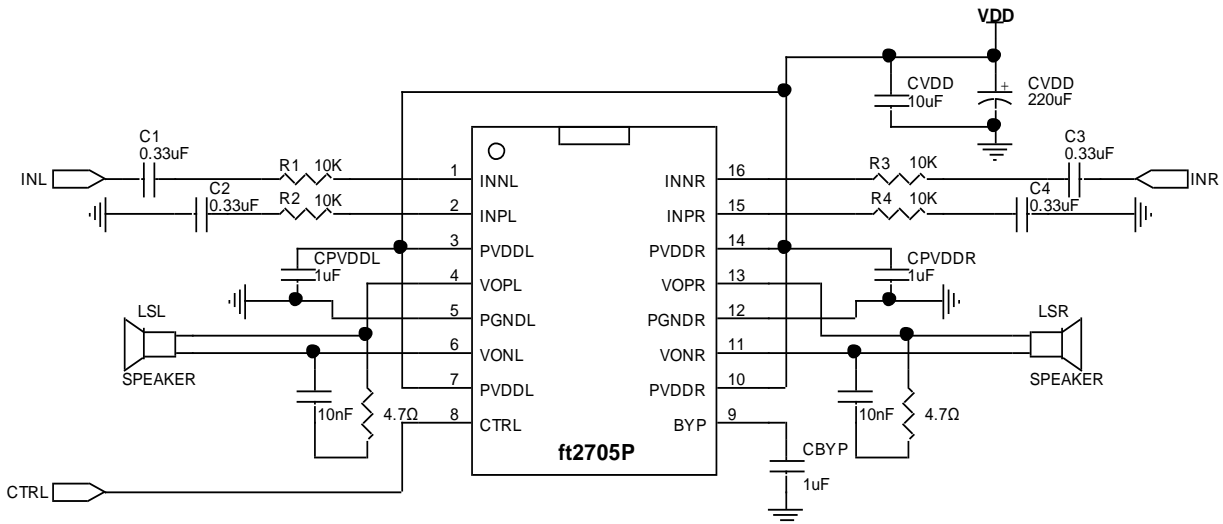 VDD
CVDD
10uF
+
CVDD
220uF
C1
0.33uF
INL
R1 10K
1
INNL
C2
0.33uF
R2 10K
2
INPL
3
PVDDL
CPVDDL
1uF
4
VOPL
5
PGNDL
LSL
6
VONL
SPEAKER
7
PVDDL
10nF
4.7Ω
8
CTRL
CTRL
ft2705P
C3
0.33uF
R3 10K
16
INNR
INR
C4
0.33uF
R4 10K
15
INPR
14
PVDDR
CPVDDR
1uF
13
VOPR
12
PGNDR
LSR
11
VONR
SPEAKER
10
PVDDR
10nF
4.7Ω
9
BYP
CBYP
1uF